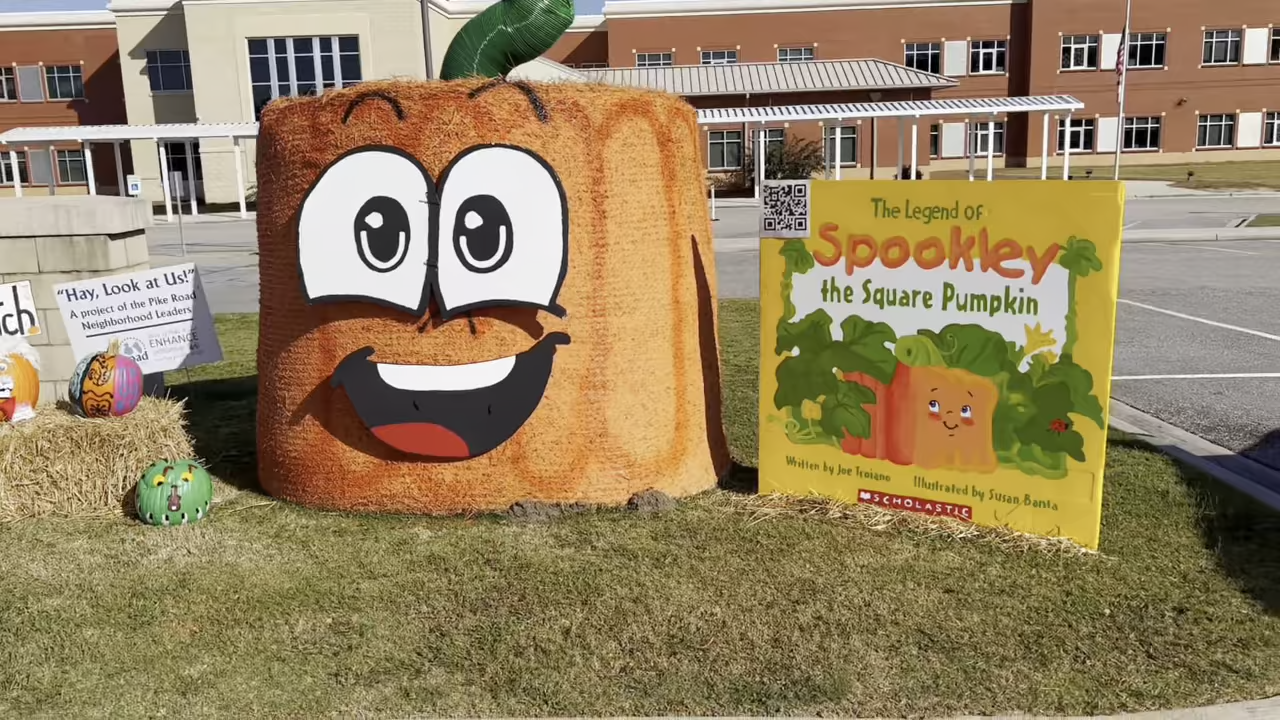 tch
"Hay, Look at Us!"
A project of the Pike Road
Neighborhood Leaders
ENHANCE
The Legend of
Spookley
the Square Pumpkin
Written by Joe Troiano
Illustrated by Susan Banta
SCHOLASTIC